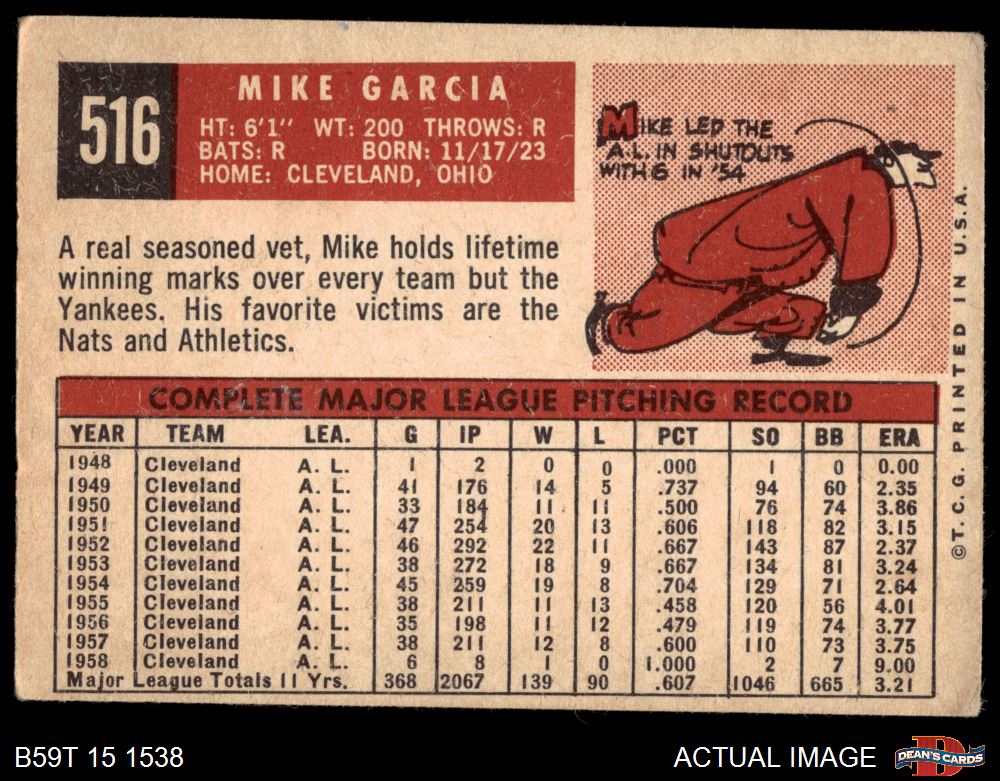 516
MIKE GARCIA
HT: 6'1" WT: 200 THROWS: R
BATS: R BORN: 11/17/23
HOME: CLEVELAND, OHIO
MIKE LED THE
A.L. IN SHUTOUTS
WITH 6 IN '54
A real seasoned vet, Mike holds lifetime
winning marks over every team but the
Yankees. His favorite victims are the
Nats and Athletics.
COMPLETE MAJOR LEAGUE PITCHING RECORD
YEAR TEAM LEA. G IP W L PCT SO BB ERA
1948 Cleveland A. L. 1 2 0 0 .000 1 0 0.00
1949 Cleveland A. L. 41 176 14 5 .737 94 60 2.35
1950 Cleveland A. L. 33 184 11 11 .500 76 74 3.86
1951 Cleveland A. L. 47 254 20 13 .606 118 82 3.15
1952 Cleveland A. L. 46 292 22 11 .667 143 87 2.37
1953 Cleveland A. L. 38 272 18 9 .667 134 81 3.24
1954 Cleveland A. L. 45 259 19 8 .704 129 71 2.64
1955 Cleveland A. L. 38 211 11 13 .458 120 56 4.01
1956 Cleveland A. L. 35 198 11 12 .479 119 74 3.77
1957 Cleveland A. L. 38 211 12 8 .600 110 73 3.75
1958 Cleveland A. L. 6 8 1 0 1.000 2 7 9.00
Major League Totals 11 Yrs. 368 2067 139 90 .607 1046 665 3.21
©T. C. G. PRINTED IN U.S.A.
B59T 15 1538
ACTUAL IMAGE
D
DEAN'S CARDS